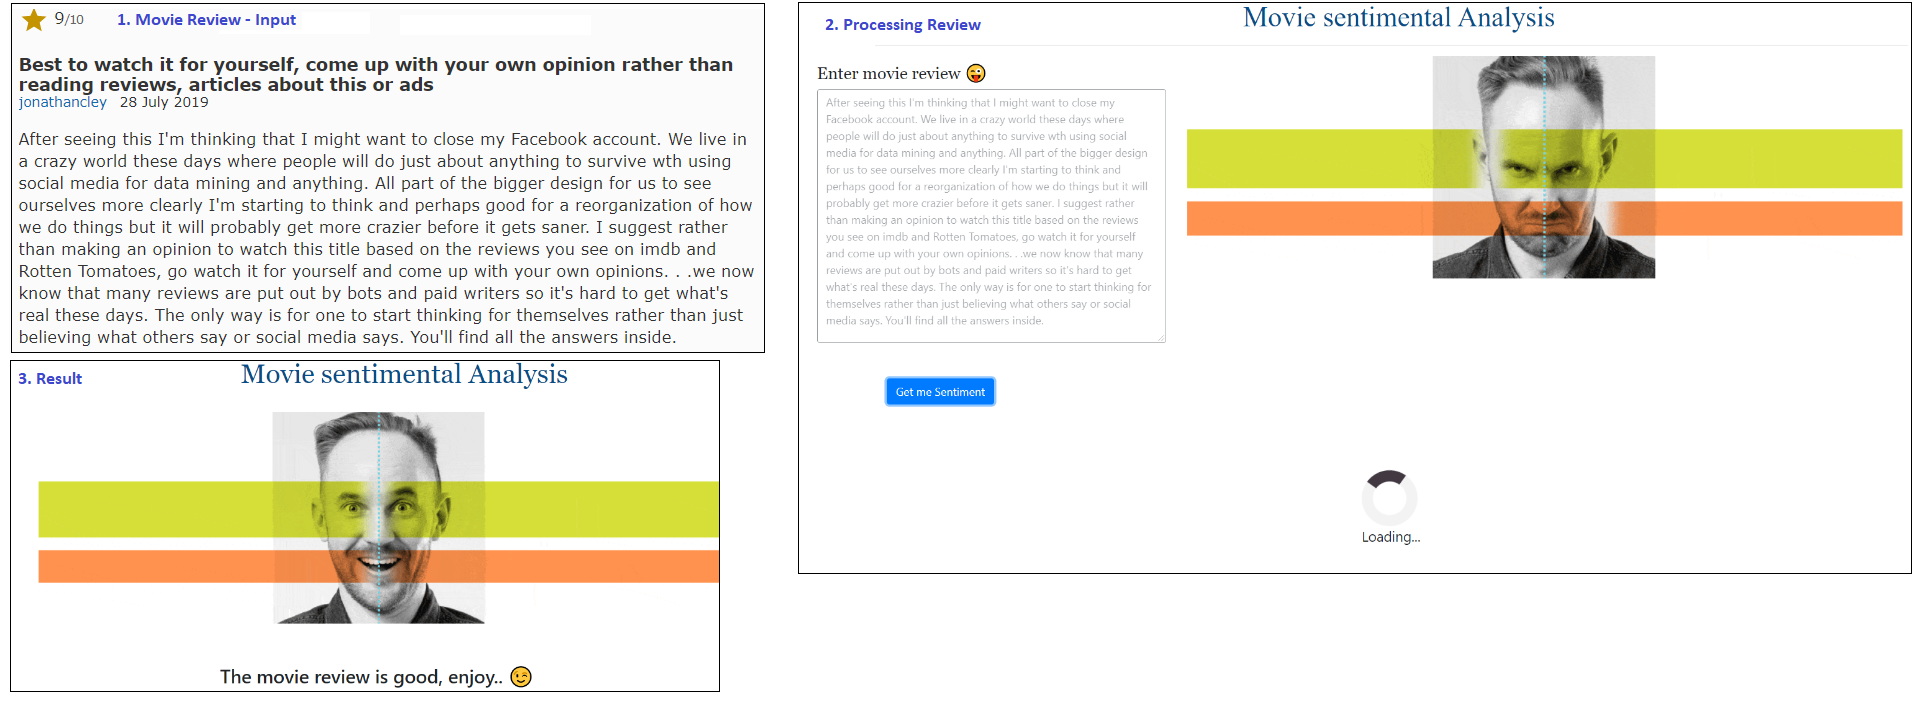 9/10
1. Movie Review - Input
Best to watch it for yourself, come up with your own opinion rather than
reading reviews, articles about this or ads
jonathancley 28 July 2019
After seeing this I'm thinking that I might want to close my Facebook account. We live in
a crazy world these days where people will do just about anything to survive wth using
social media for data mining and anything. All part of the bigger design for us to see
ourselves more clearly I'm starting to think and perhaps good for a reorganization of how
we do things but it will probably get more crazier before it gets saner. I suggest rather
than making an opinion to watch this title based on the reviews you see on imdb and
Rotten Tomatoes, go watch it for yourself and come up with your own opinions. . .we now
know that many reviews are put out by bots and paid writers so it's hard to get what's
real these days. The only way is for one to start thinking for themselves rather than just
believing what others say or social media says. You'll find all the answers inside.
2. Processing Review
Movie sentimental Analysis
Enter movie review 😜
After seeing this I'm thinking that I might want to close my
Facebook account. We live in a crazy world these days where
people will do just about anything to survive wth using social
media for data mining and anything. All part of the bigger design
for us to see ourselves more clearly I'm starting to think and
perhaps good for a reorganization of how we do things but it will
probably get more crazier before it gets saner. I suggest rather
than making an opinion to watch this title based on the reviews
you see on imdb and Rotten Tomatoes, go watch it for yourself
and come up with your own opinions. . .we now know that many
reviews are put out by bots and paid writers so it's hard to get
what's real these days. The only way is for one to start thinking for
themselves rather than just believing what others say or social
media says. You'll find all the answers inside.
Get me Sentiment
Loading...
3. Result
Movie sentimental Analysis
The movie review is good, enjoy.. 😉